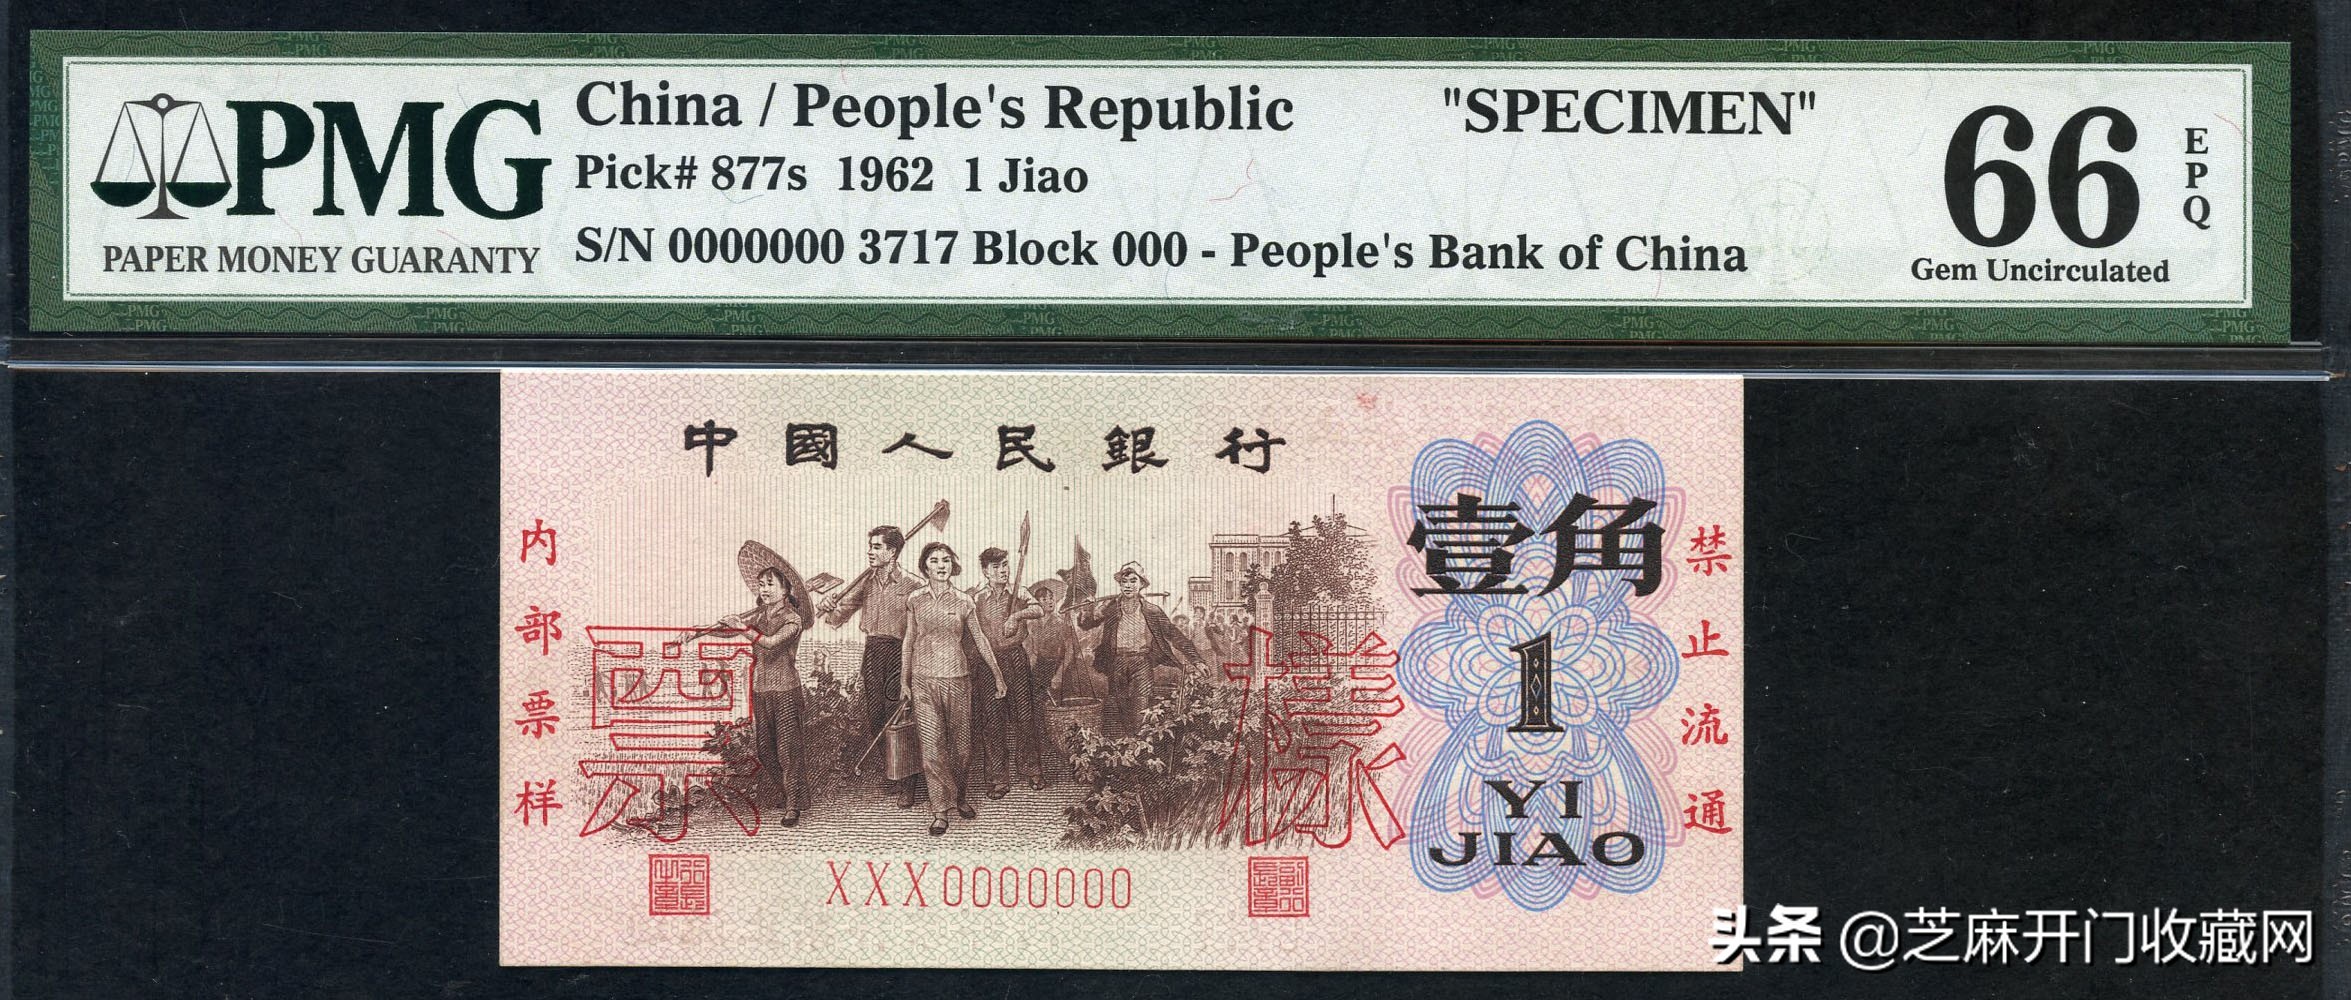 PMG
PAPER MONEY GUARANTY
China / People's Republic "SPECIMEN"
Pick# 877s 1962 1 Jiao
S/N 0000000 3717 Block 000 - People's Bank of China
66
EPQ
Gem Uncirculated
中國人民銀行
内部票样
票樣
壹角
1
YI
JIAO
禁止流通
XXX0000000
头条 @芝麻开门收藏网